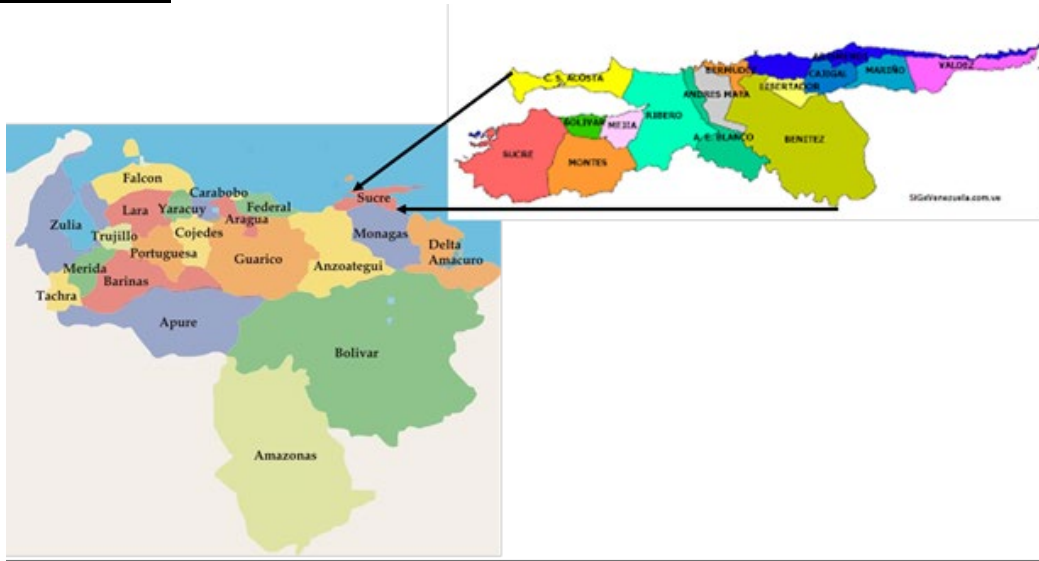 VALDEZ
C. S. ACOSTA
MARIÑO
CAJIGAL
LIBERTADOR
ANDRES MATA
RIBERO
BOLIVAR
MEJIA
A. E. BLANCO
BENITEZ
SUCRE
MONTES
SIGeVenezuela.com.ve
Falcon
Carabobo
Sucre
Lara
Yaracuy
Federal
Aragua
Zulia
Trujillo
Cojedes
Monagas
Delta
Amacuro
Portuguesa
Guarico
Anzoategui
Merida
Barinas
Tachra
Apure
Bolivar
Amazonas